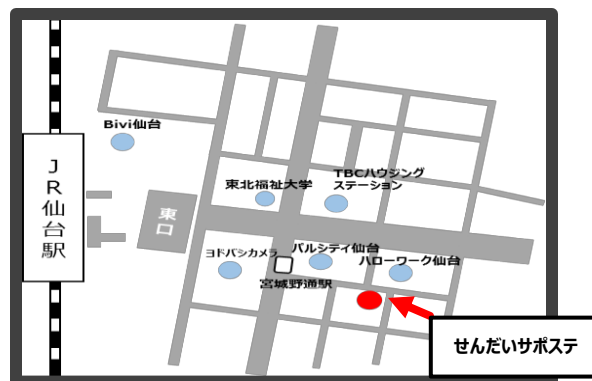 Bivi仙台
JR仙台駅
東口
東北福祉大学
TBCハウジング
ステーション
ヨドバシカメラ
パルシティ仙台
ハローワーク仙台
宮城野通駅
せんだいサポステ